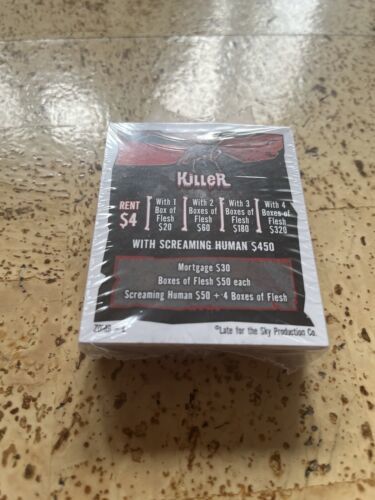 KiLLeR
RENT
$4
With 1
Box of
Flesh
$20
With 2
Boxes of
Flesh
$60
With 3
Boxes of
Flesh
$180
With 4
Boxes of
Flesh
$320
WITH SCREAMING HUMAN $450
Mortgage $30
Boxes of Flesh $50 each
Screaming Human $50 + 4 Boxes of Flesh
©Late for the Sky Production Co.